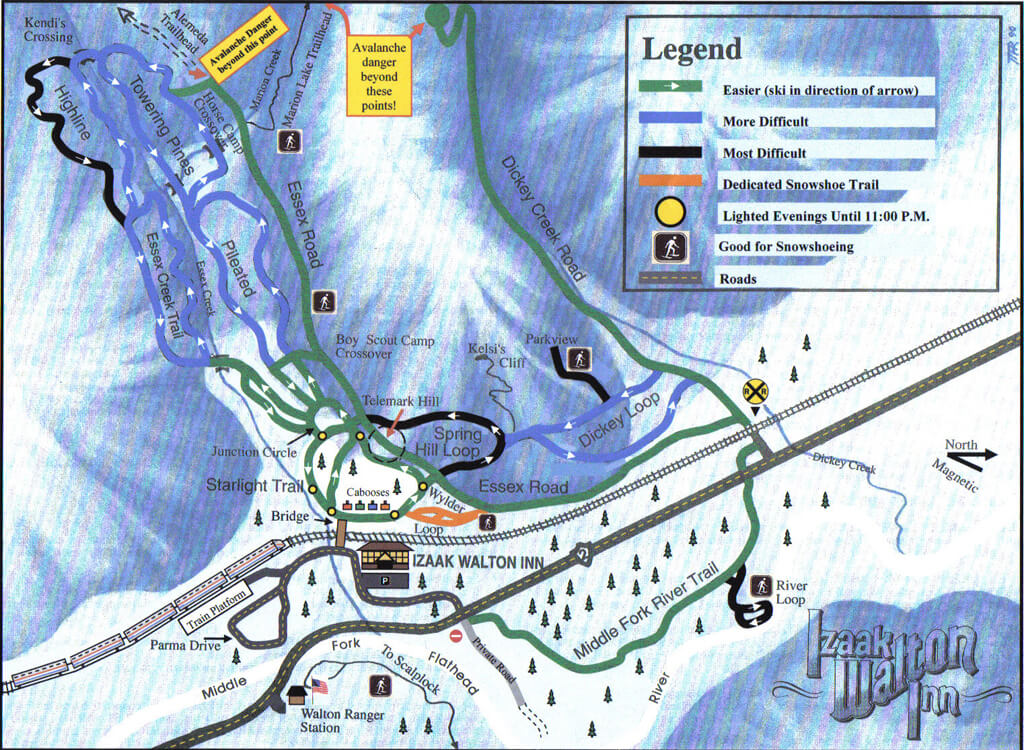 Kendi's
Crossing
Alemeda
Trailhead
Avalanche Danger
beyond this point
Marion Creek
Marion Lake Trailhead
Avalanche
danger
beyond
these
points!
Legend
Easier (ski in direction of arrow)
More Difficult
Most Difficult
Dedicated Snowshoe Trail
Lighted Evenings Until 11:00 P.M.
Good for Snowshoeing
Roads
Highline
Towering Pines
Horse Camp
Crossover
Essex Road
Dickey Creek Road
Essex Creek Trail
Essex Creek
Pileated
Boy Scout Camp
Crossover
Kelsi's
Cliff
Parkview
Telemark Hill
Dickey Loop
Spring
Hill Loop
R R
Junction Circle
Essex Road
North
Magnetic
Dickey Creek
Starlight Trail
Cabooses
Wylder
Loop
Bridge
IZAAK WALTON INN
P
2
Train Platform
Parma Drive
Middle Fork River Trail
River
Loop
Private Road
Middle
Fork
Flathead
River
To Scalplock
Walton Ranger
Station
Izaak
Walton
Inn